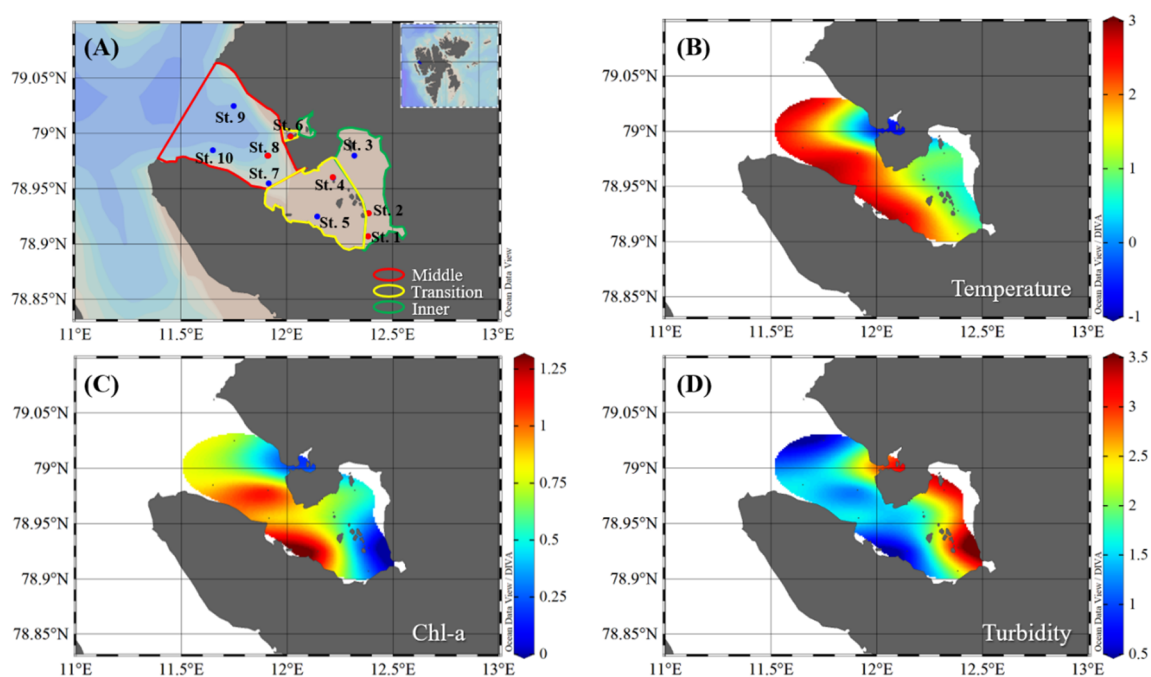 (A)
79.05°N
79°N
78.95°N
78.9°N
78.85°N
11°E
11.5°E
12°E
12.5°E
13°E
St. 9
St. 6
St. 8
St. 3
St. 10
St. 7
St. 4
St. 2
St. 5
St. 1
Middle
Transition
Inner
Ocean Data View
(B)
79.05°N
79°N
78.95°N
78.9°N
78.85°N
11°E
11.5°E
12°E
12.5°E
13°E
Temperature
Ocean Data View / DIVA
3
2
1
0
-1
(C)
79.05°N
79°N
78.95°N
78.9°N
78.85°N
11°E
11.5°E
12°E
12.5°E
13°E
Chl-a
Ocean Data View / DIVA
1.25
1
0.75
0.5
0.25
0
(D)
79.05°N
79°N
78.95°N
78.9°N
78.85°N
11°E
11.5°E
12°E
12.5°E
13°E
Turbidity
Ocean Data View / DIVA
3.5
3
2.5
2
1.5
1
0.5